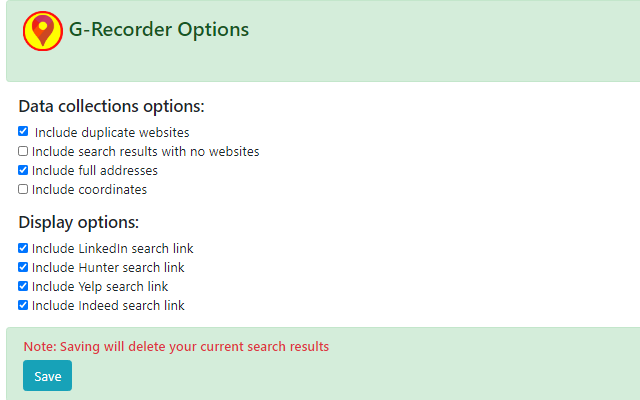 G-Recorder Options
Data collections options:
Include duplicate websites
Include search results with no websites
Include full addresses
Include coordinates
Display options:
Include LinkedIn search link
Include Hunter search link
Include Yelp search link
Include Indeed search link
Note: Saving will delete your current search results
Save